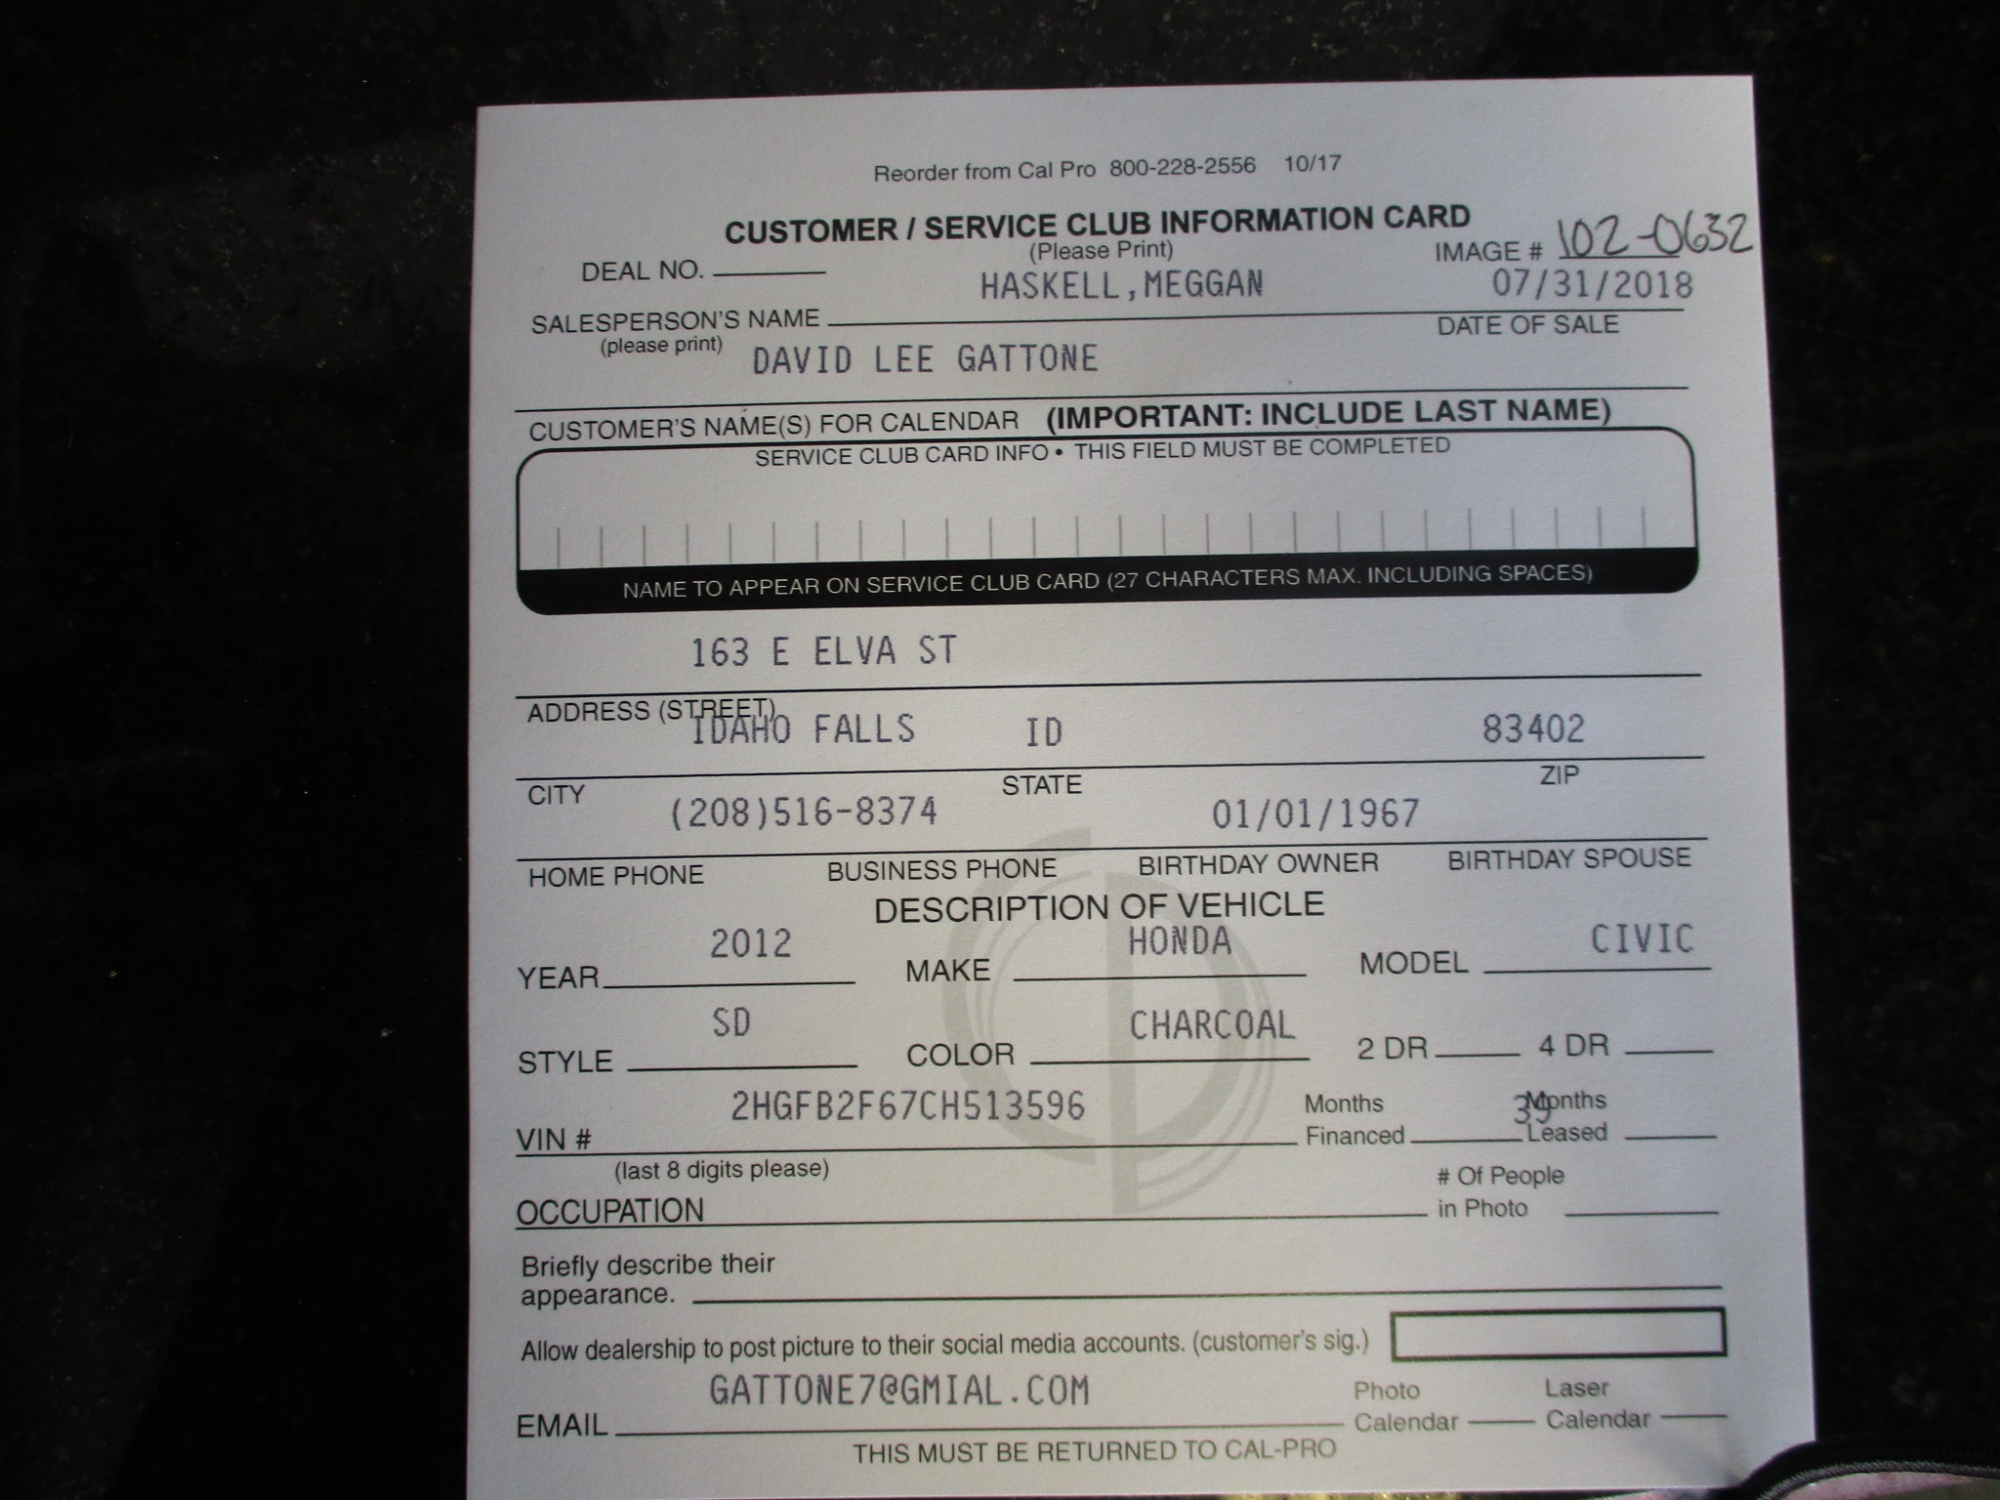 Reorder from Cal Pro 800-228-2556 10/17
CUSTOMER / SERVICE CLUB INFORMATION CARD
(Please Print)
IMAGE # 102-0632
DEAL NO.
HASKELL,MEGGAN 07/31/2018
SALESPERSON'S NAME DATE OF SALE
(please print)
DAVID LEE GATTONE
CUSTOMER'S NAME(S) FOR CALENDAR (IMPORTANT: INCLUDE LAST NAME)
SERVICE CLUB CARD INFO • THIS FIELD MUST BE COMPLETED
NAME TO APPEAR ON SERVICE CLUB CARD (27 CHARACTERS MAX. INCLUDING SPACES)
163 E ELVA ST
ADDRESS (STREET)
IDAHO FALLS ID 83402
CITY STATE ZIP
(208)516-8374 01/01/1967
HOME PHONE BUSINESS PHONE BIRTHDAY OWNER BIRTHDAY SPOUSE
DESCRIPTION OF VEHICLE
2012 HONDA CIVIC
YEAR MAKE MODEL
SD CHARCOAL
STYLE COLOR 2 DR 4 DR
2HGFB2F67CH513596 Months 39 Months
VIN # Financed Leased
(last 8 digits please) # Of People
OCCUPATION in Photo
Briefly describe their
appearance.
Allow dealership to post picture to their social media accounts. (customer's sig.)
GATTONE7@GMIAL.COM Photo Laser
EMAIL Calendar Calendar
THIS MUST BE RETURNED TO CAL-PRO